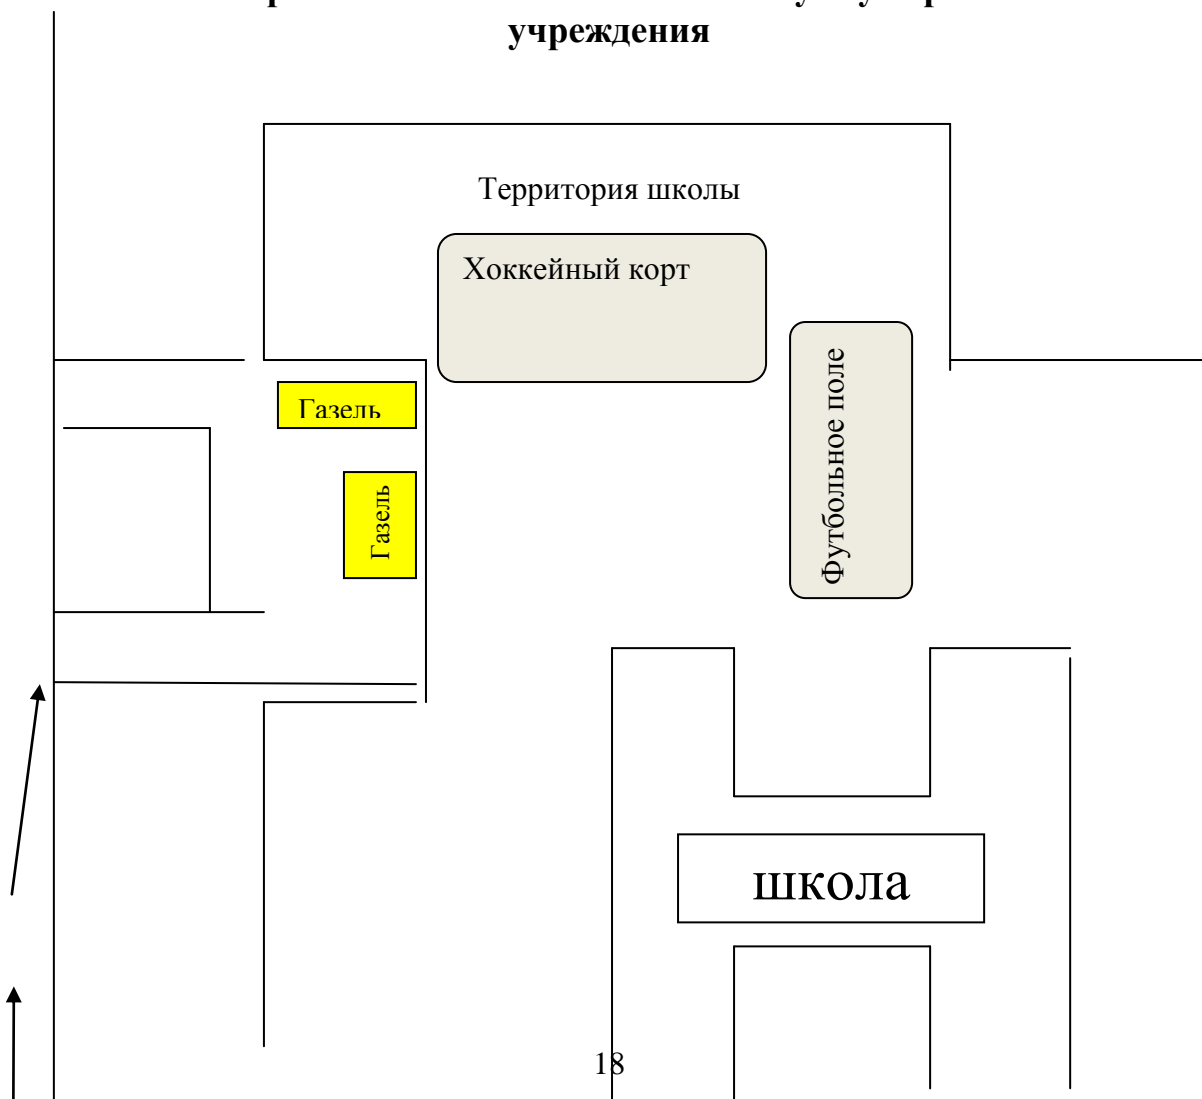 учреждения
Территория школы
Хоккейный корт
Футбольное поле
Газель
Газель
школа
18